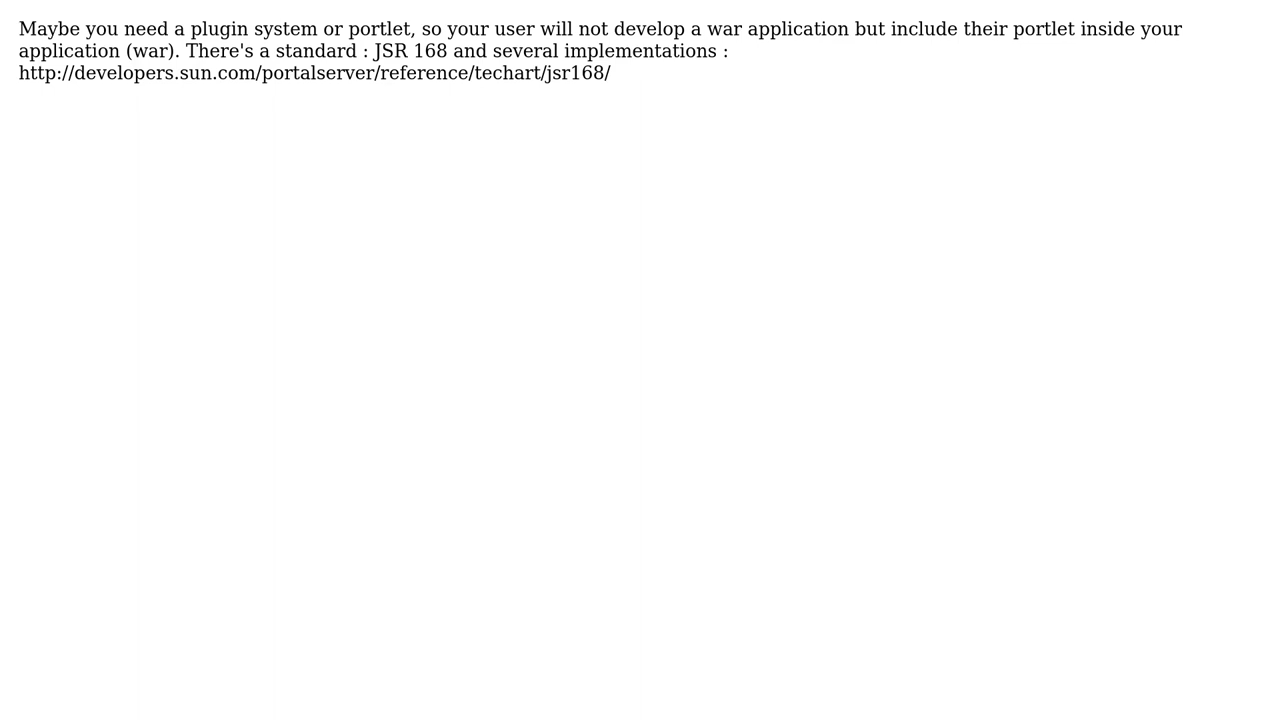 Maybe you need a plugin system or portlet, so your user will not develop a war application but include their portlet inside your
application (war). There's a standard : JSR 168 and several implementations :
http://developers.sun.com/portalserver/reference/techart/jsr168/